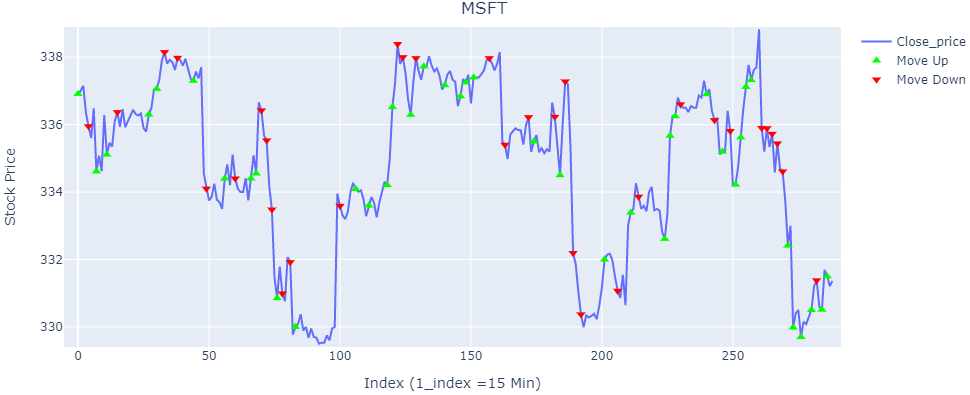 MSFT
Close_price
Move Up
Move Down
Stock Price
338
336
334
332
330
0 50 100 150 200 250
Index (1_index =15 Min)